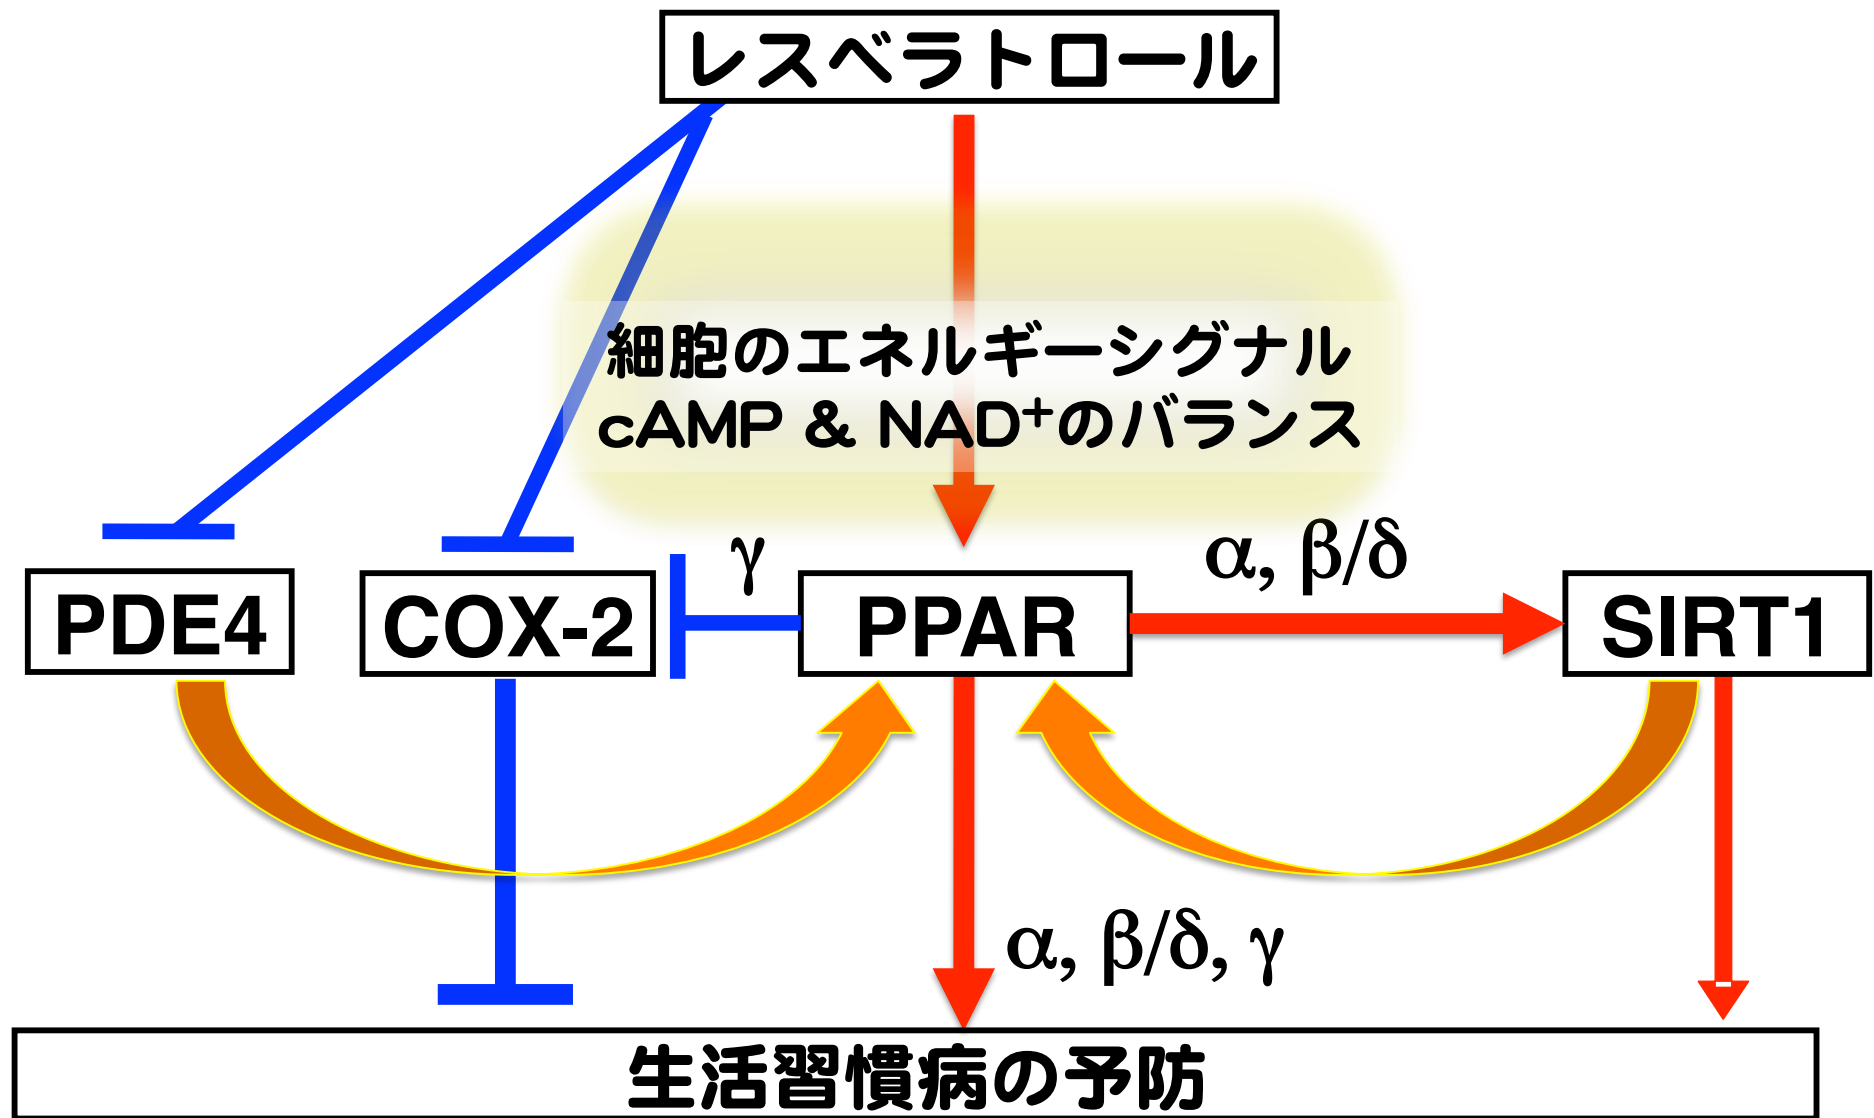 レスベラトロール
細胞のエネルギーシグナル
cAMP & NAD⁺のバランス
γ
α, β/δ
PDE4
COX-2
PPAR
SIRT1
α, β/δ, γ
生活習慣病の予防